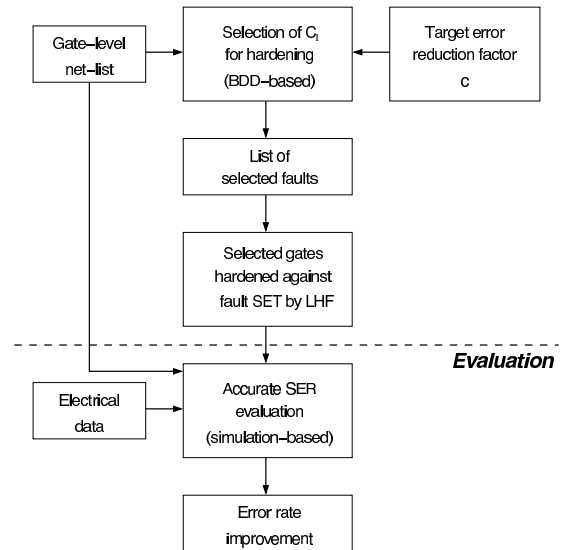 Gate-level
net-list
Selection of C₁
for hardening
(BDD-based)
Target error
reduction factor
c
List of
selected faults
Selected gates
hardened against
fault SET by LHF
Evaluation
Electrical
data
Accurate SER
evaluation
(simulation-based)
Error rate
improvement